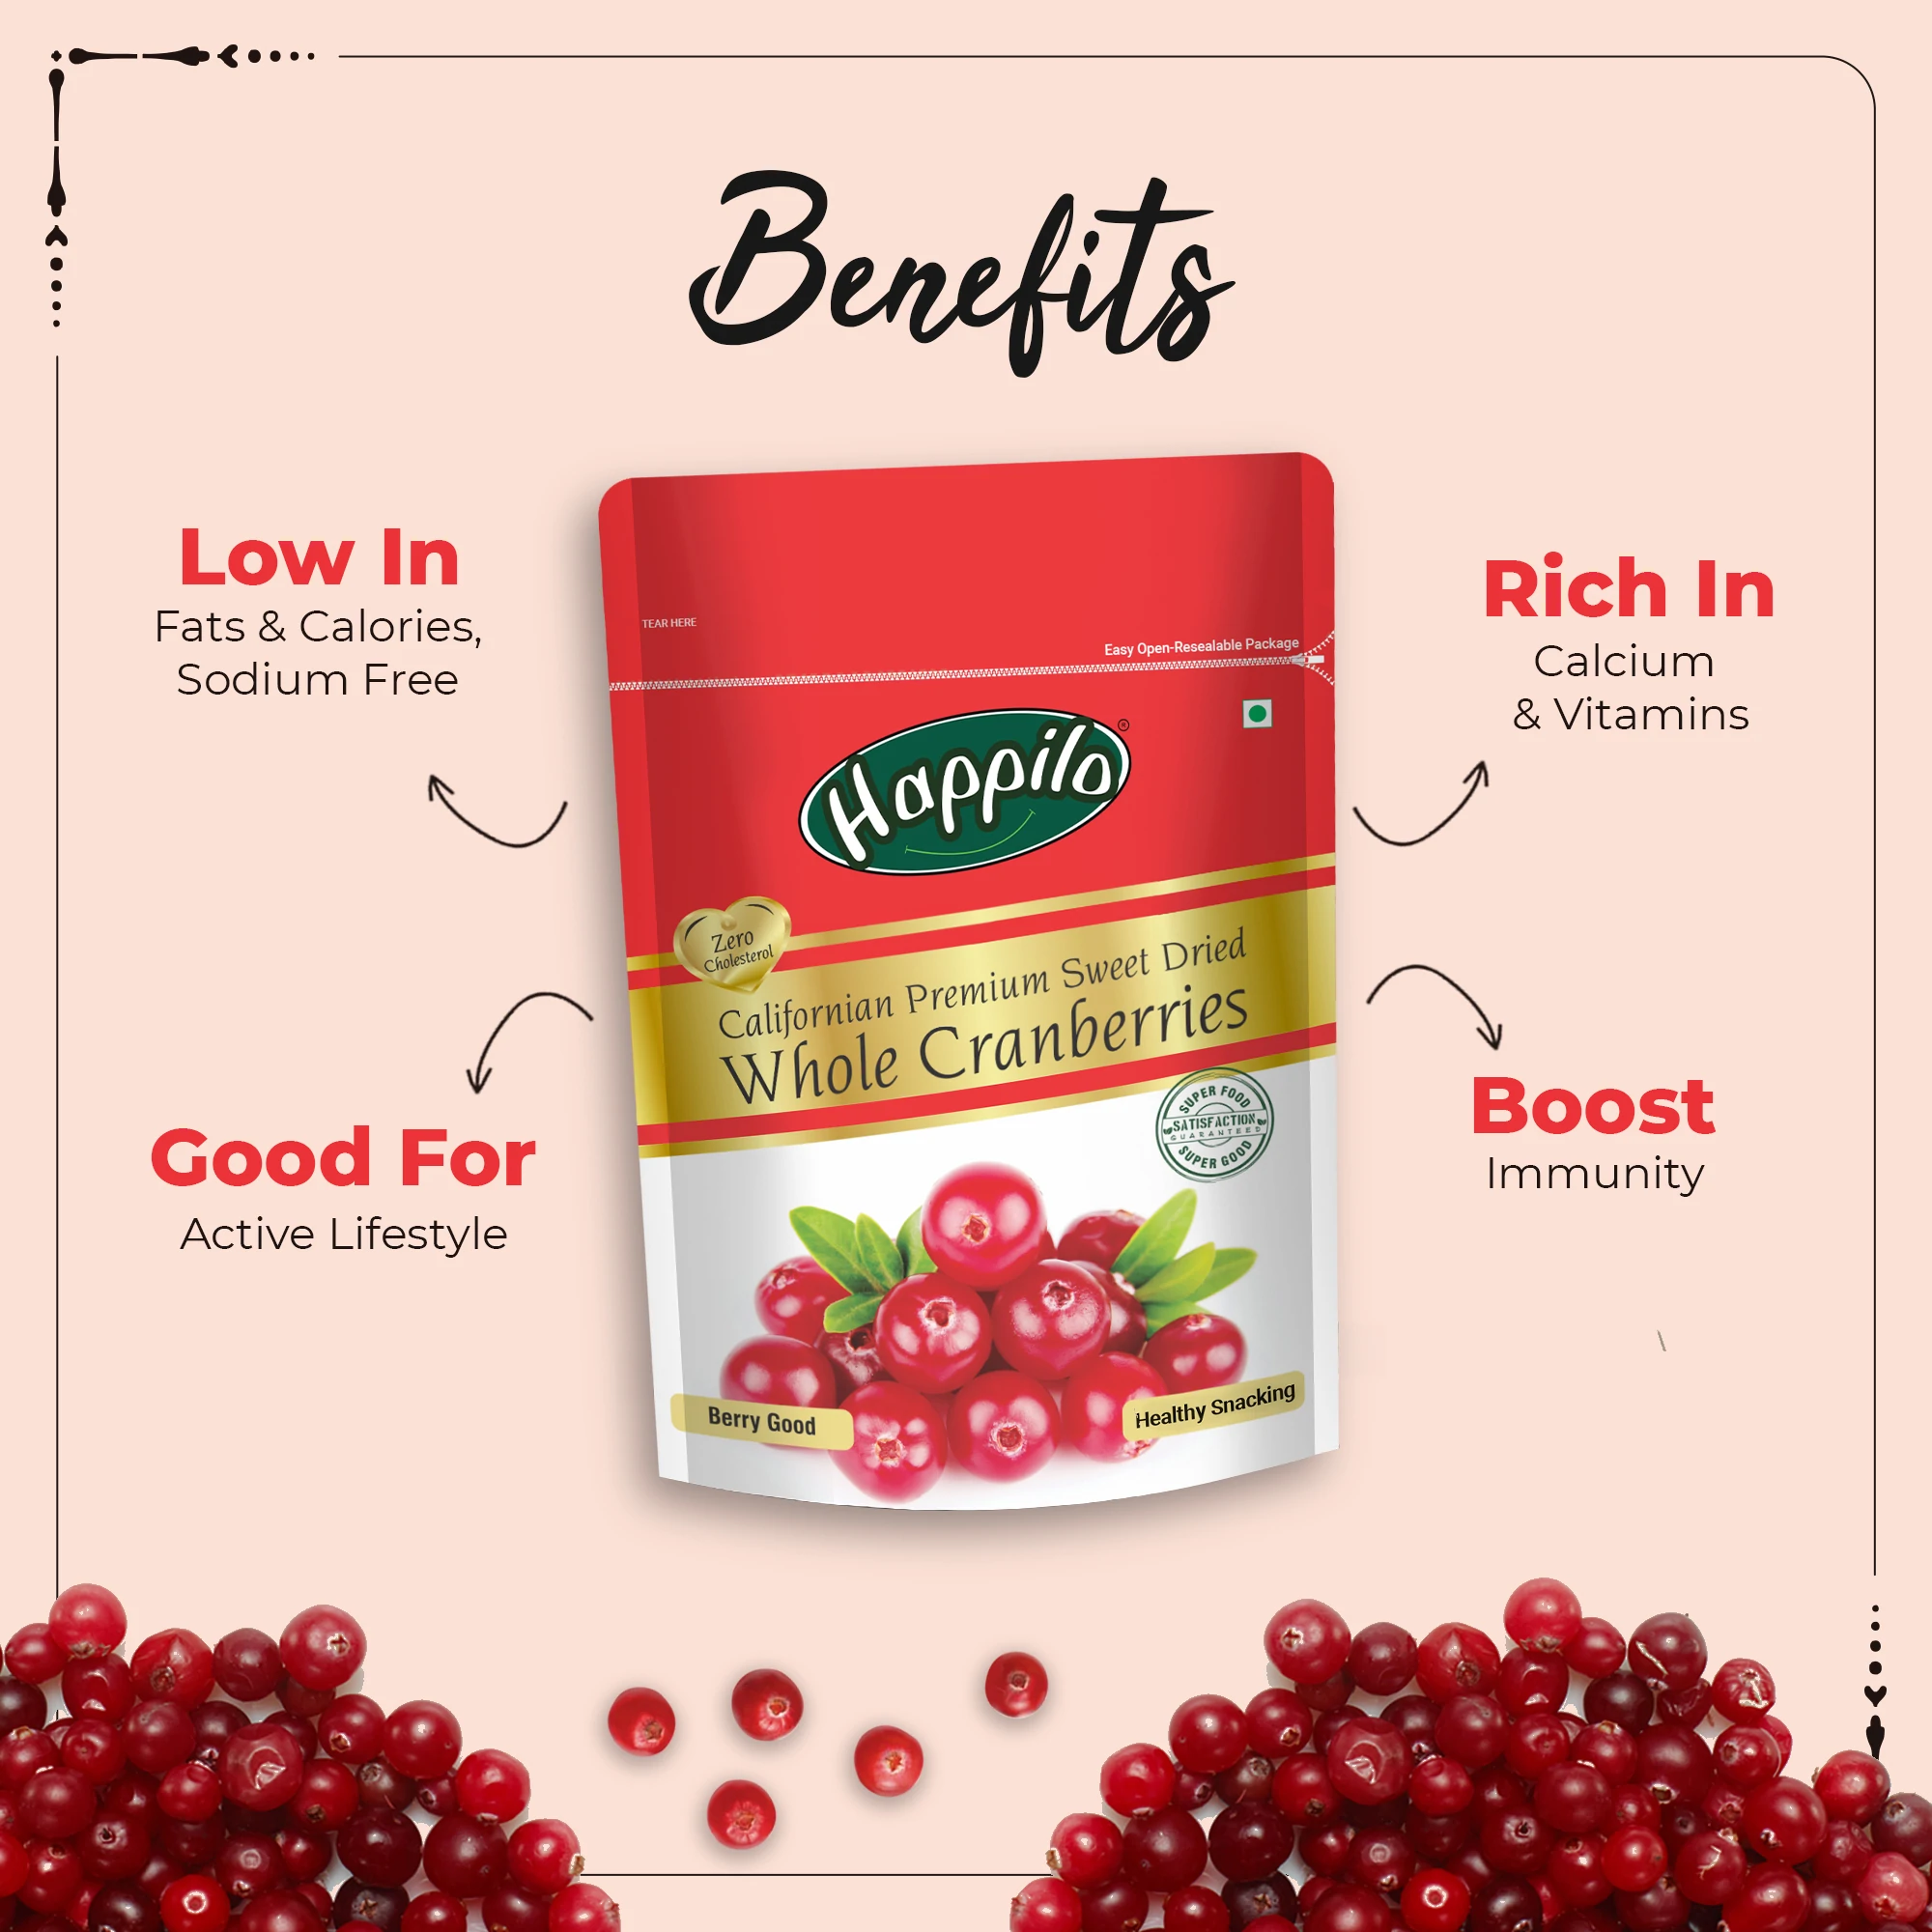 Benefits
Low In
Fats & Calories,
Sodium Free
Rich In
Calcium
& Vitamins
Good For
Active Lifestyle
Boost
Immunity
TEAR HERE
Easy Open-Resealable Package
Happilo®
Zero
Cholesterol
Californian Premium Sweet Dried
Whole Cranberries
SUPER FOOD
SATISFACTION
GUARANTEED
SUPER GOOD
Berry Good
Healthy Snacking